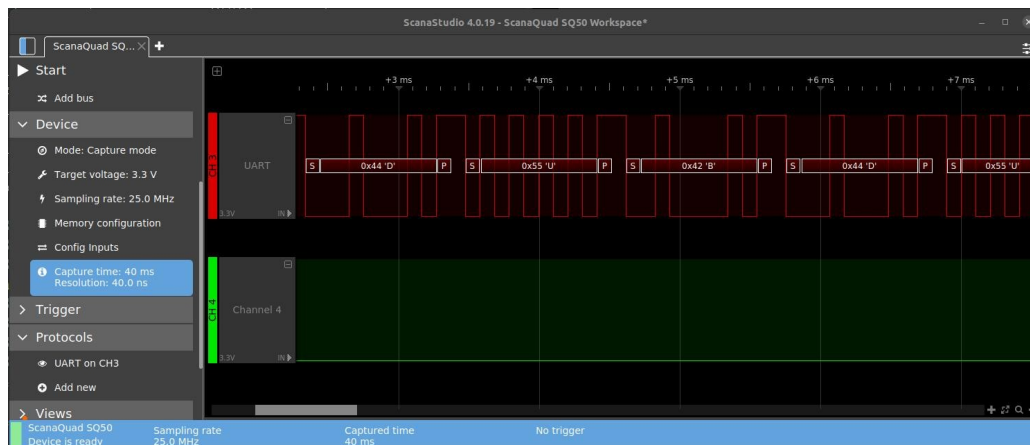 ScanaStudio 4.0.19 - ScanaQuad SQ50 Workspace*
ScanaQuad SQ...
Start
Add bus
Device
Mode: Capture mode
Target voltage: 3.3 V
Sampling rate: 25.0 MHz
Memory configuration
Config Inputs
Capture time: 40 ms
Resolution: 40.0 ns
Trigger
Protocols
UART on CH3
Add new
Views
+3 ms +4 ms +5 ms +6 ms +7 ms
CH 3
UART
3.3V IN
S 0x44 'D' P S 0x55 'U' P S 0x42 'B' P S 0x44 'D' P S 0x55 'U'
CH 4
Channel 4
3.3V IN
ScanaQuad SQ50
Device is ready
Sampling rate
25.0 MHz
Captured time
40 ms
No trigger